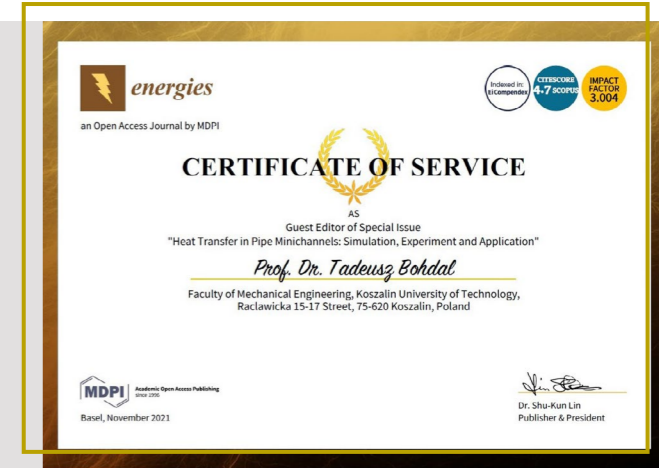 energies
an Open Access Journal by MDPI
Indexed in:
Ei Compendex
CITESCORE
4.7 SCOPUS
IMPACT
FACTOR
3.004
CERTIFICATE OF SERVICE
AS
Guest Editor of Special Issue
"Heat Transfer in Pipe Minichannels: Simulation, Experiment and Application"
Prof. Dr. Tadeusz Bohdal
Faculty of Mechanical Engineering, Koszalin University of Technology,
Raclawicka 15-17 Street, 75-620 Koszalin, Poland
MDPI
Academic Open Access Publishing
since 1996
Basel, November 2021
Dr. Shu-Kun Lin
Publisher & President